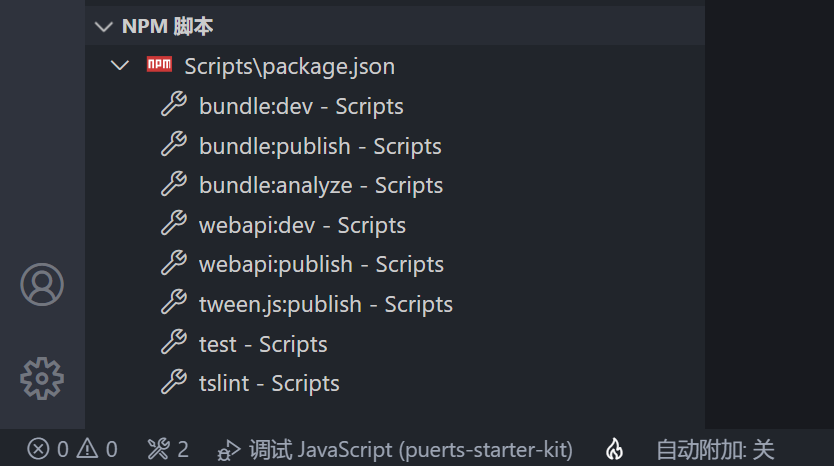 NPM 脚本
npm Scripts\package.json
bundle:dev - Scripts
bundle:publish - Scripts
bundle:analyze - Scripts
webapi:dev - Scripts
webapi:publish - Scripts
tween.js:publish - Scripts
test - Scripts
tslint - Scripts
0 0 2 调试 JavaScript (puerts-starter-kit) 自动附加: 关